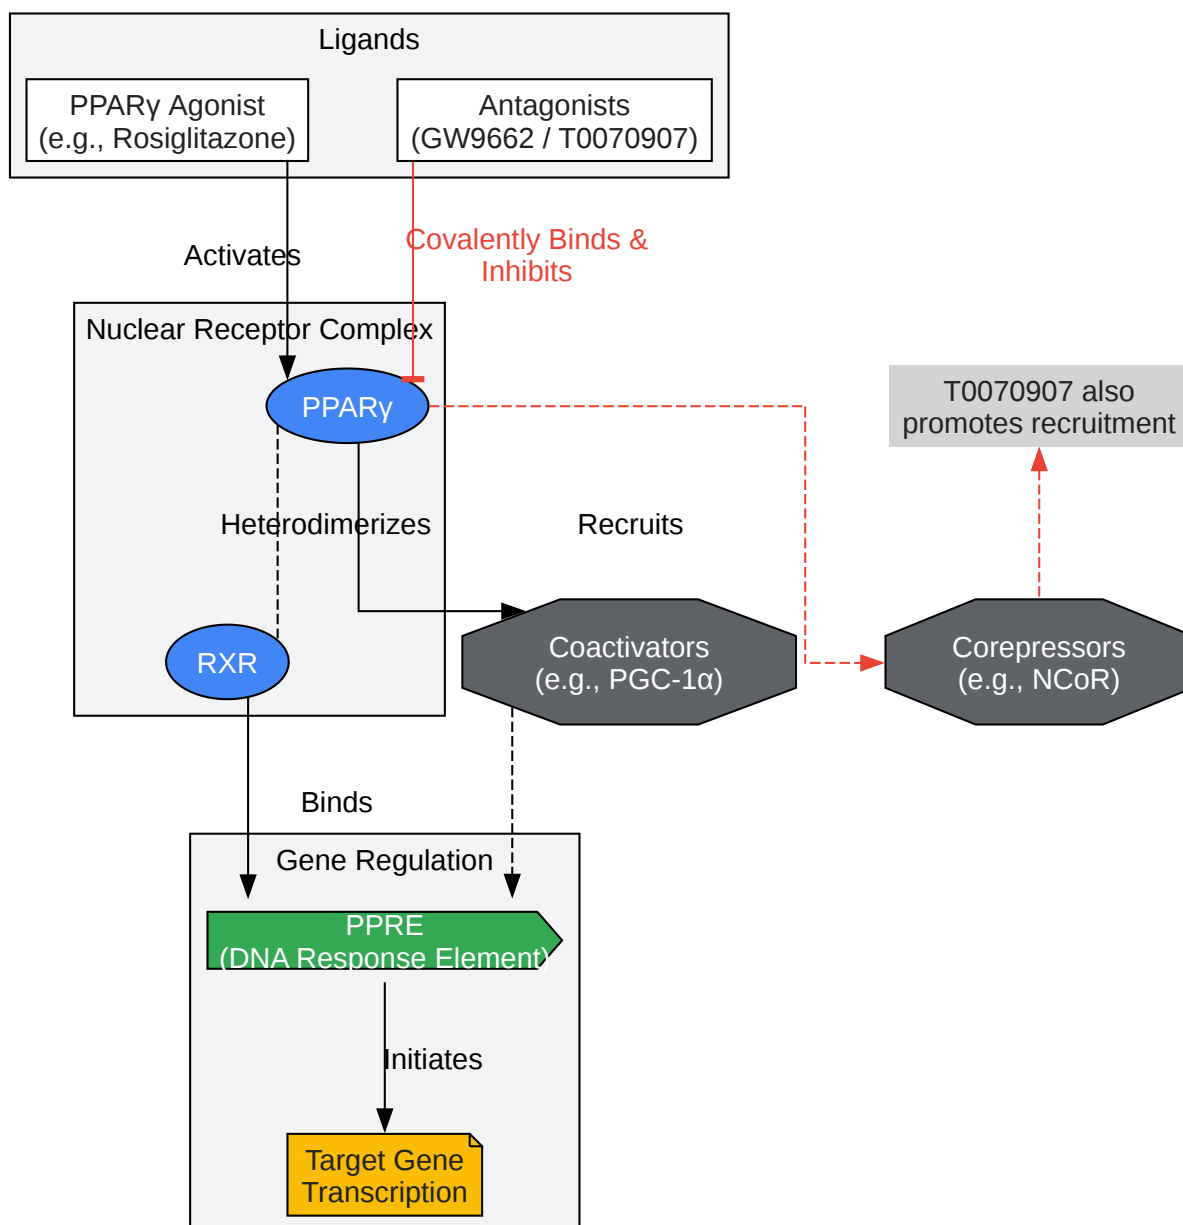 Ligands
PPARγ Agonist
(e.g., Rosiglitazone)
Antagonists
(GW9662 / T0070907)
Activates
Covalently Binds &
Inhibits
Nuclear Receptor Complex
PPARγ
T0070907 also
promotes recruitment
Heterodimerizes
Recruits
RXR
Coactivators
(e.g., PGC-1α)
Corepressors
(e.g., NCoR)
Binds
Gene Regulation
PPRE
(DNA Response Element)
Initiates
Target Gene
Transcription